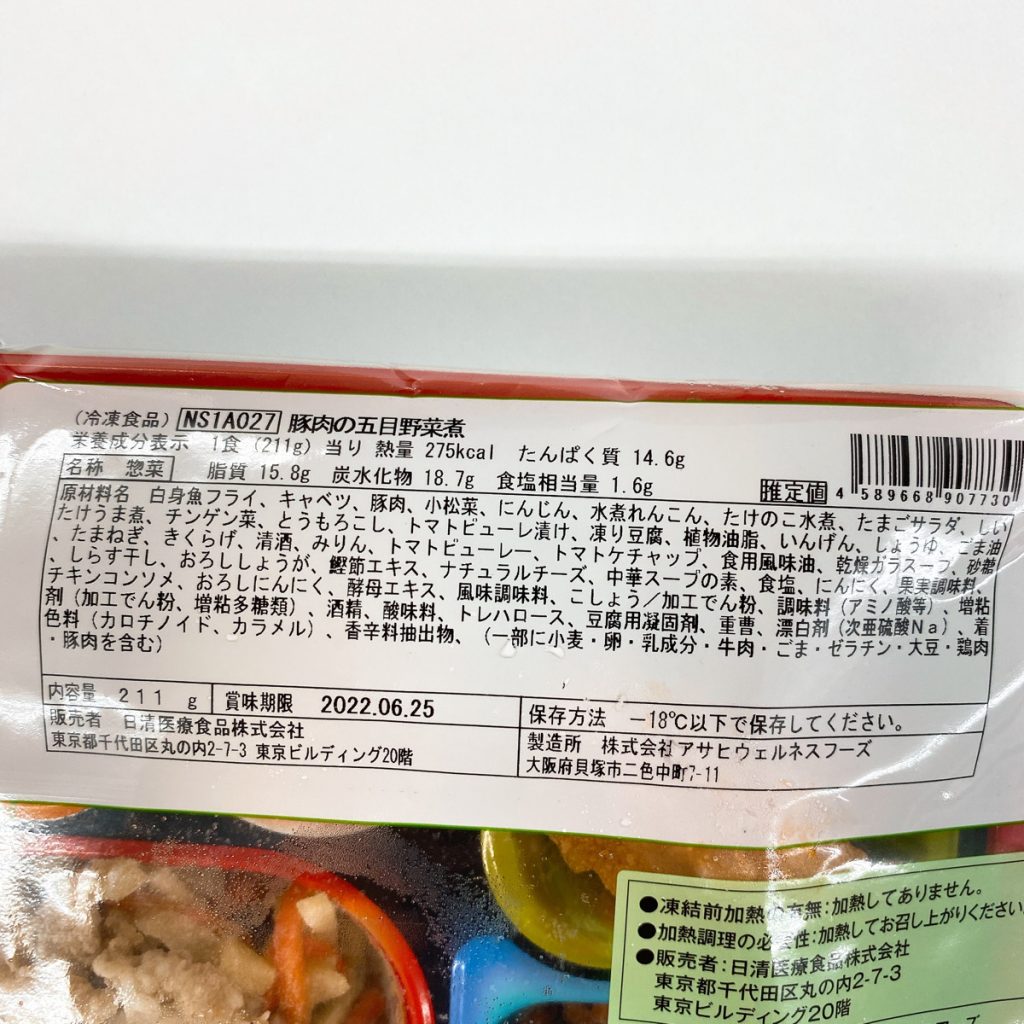 (冷凍食品) NS1A027 豚肉の五目野菜煮
栄養成分表示 1食 (211g) 当り 熱量 275kcal たんぱく質 14.6g
名称 惣菜 脂質 15.8g 炭水化物 18.7g 食塩相当量 1.6g
推定値
4 589668 907730
原材料名 白身魚フライ、キャベツ、豚肉、小松菜、にんじん、水煮れんこん、たけのこ水煮、たまごサラダ、しい
たけうま煮、チンゲン菜、とうもろこし、トマトピューレ漬け、凍り豆腐、植物油脂、いんげん、しょうゆ、ごま油
、たまねぎ、きくらげ、清酒、みりん、トマトピューレー、トマトケチャップ、食用風味油、乾燥ガラスープ、砂糖
、しらす干し、おろししょうが、鰹節エキス、ナチュラルチーズ、中華スープの素、食塩、にんにく、果実調味料、
チキンコンソメ、おろしにんにく、酵母エキス、風味調味料、こしょう／加工でん粉、調味料（アミノ酸等）、増粘
剤（加工でん粉、増粘多糖類）、酒精、酸味料、トレハロース、豆腐用凝固剤、重曹、漂白剤（次亜硫酸Ｎａ）、着
色料（カロチノイド、カラメル）、香辛料抽出物、（一部に小麦・卵・乳成分・牛肉・ごま・ゼラチン・大豆・鶏肉
・豚肉を含む）
内容量 211 g 賞味期限 2022.06.25
保存方法 －18℃以下で保存してください。
販売者 日清医療食品株式会社
東京都千代田区丸の内2-7-3 東京ビルディング20階
製造所 株式会社アサヒウェルネスフーズ
大阪府貝塚市二色中町7-11
●凍結前加熱の有無:加熱してありません。
●加熱調理の必要性:加熱してお召し上がりください
●販売者:日清医療食品株式会社
東京都千代田区丸の内2-7-3
東京ビルディング20階